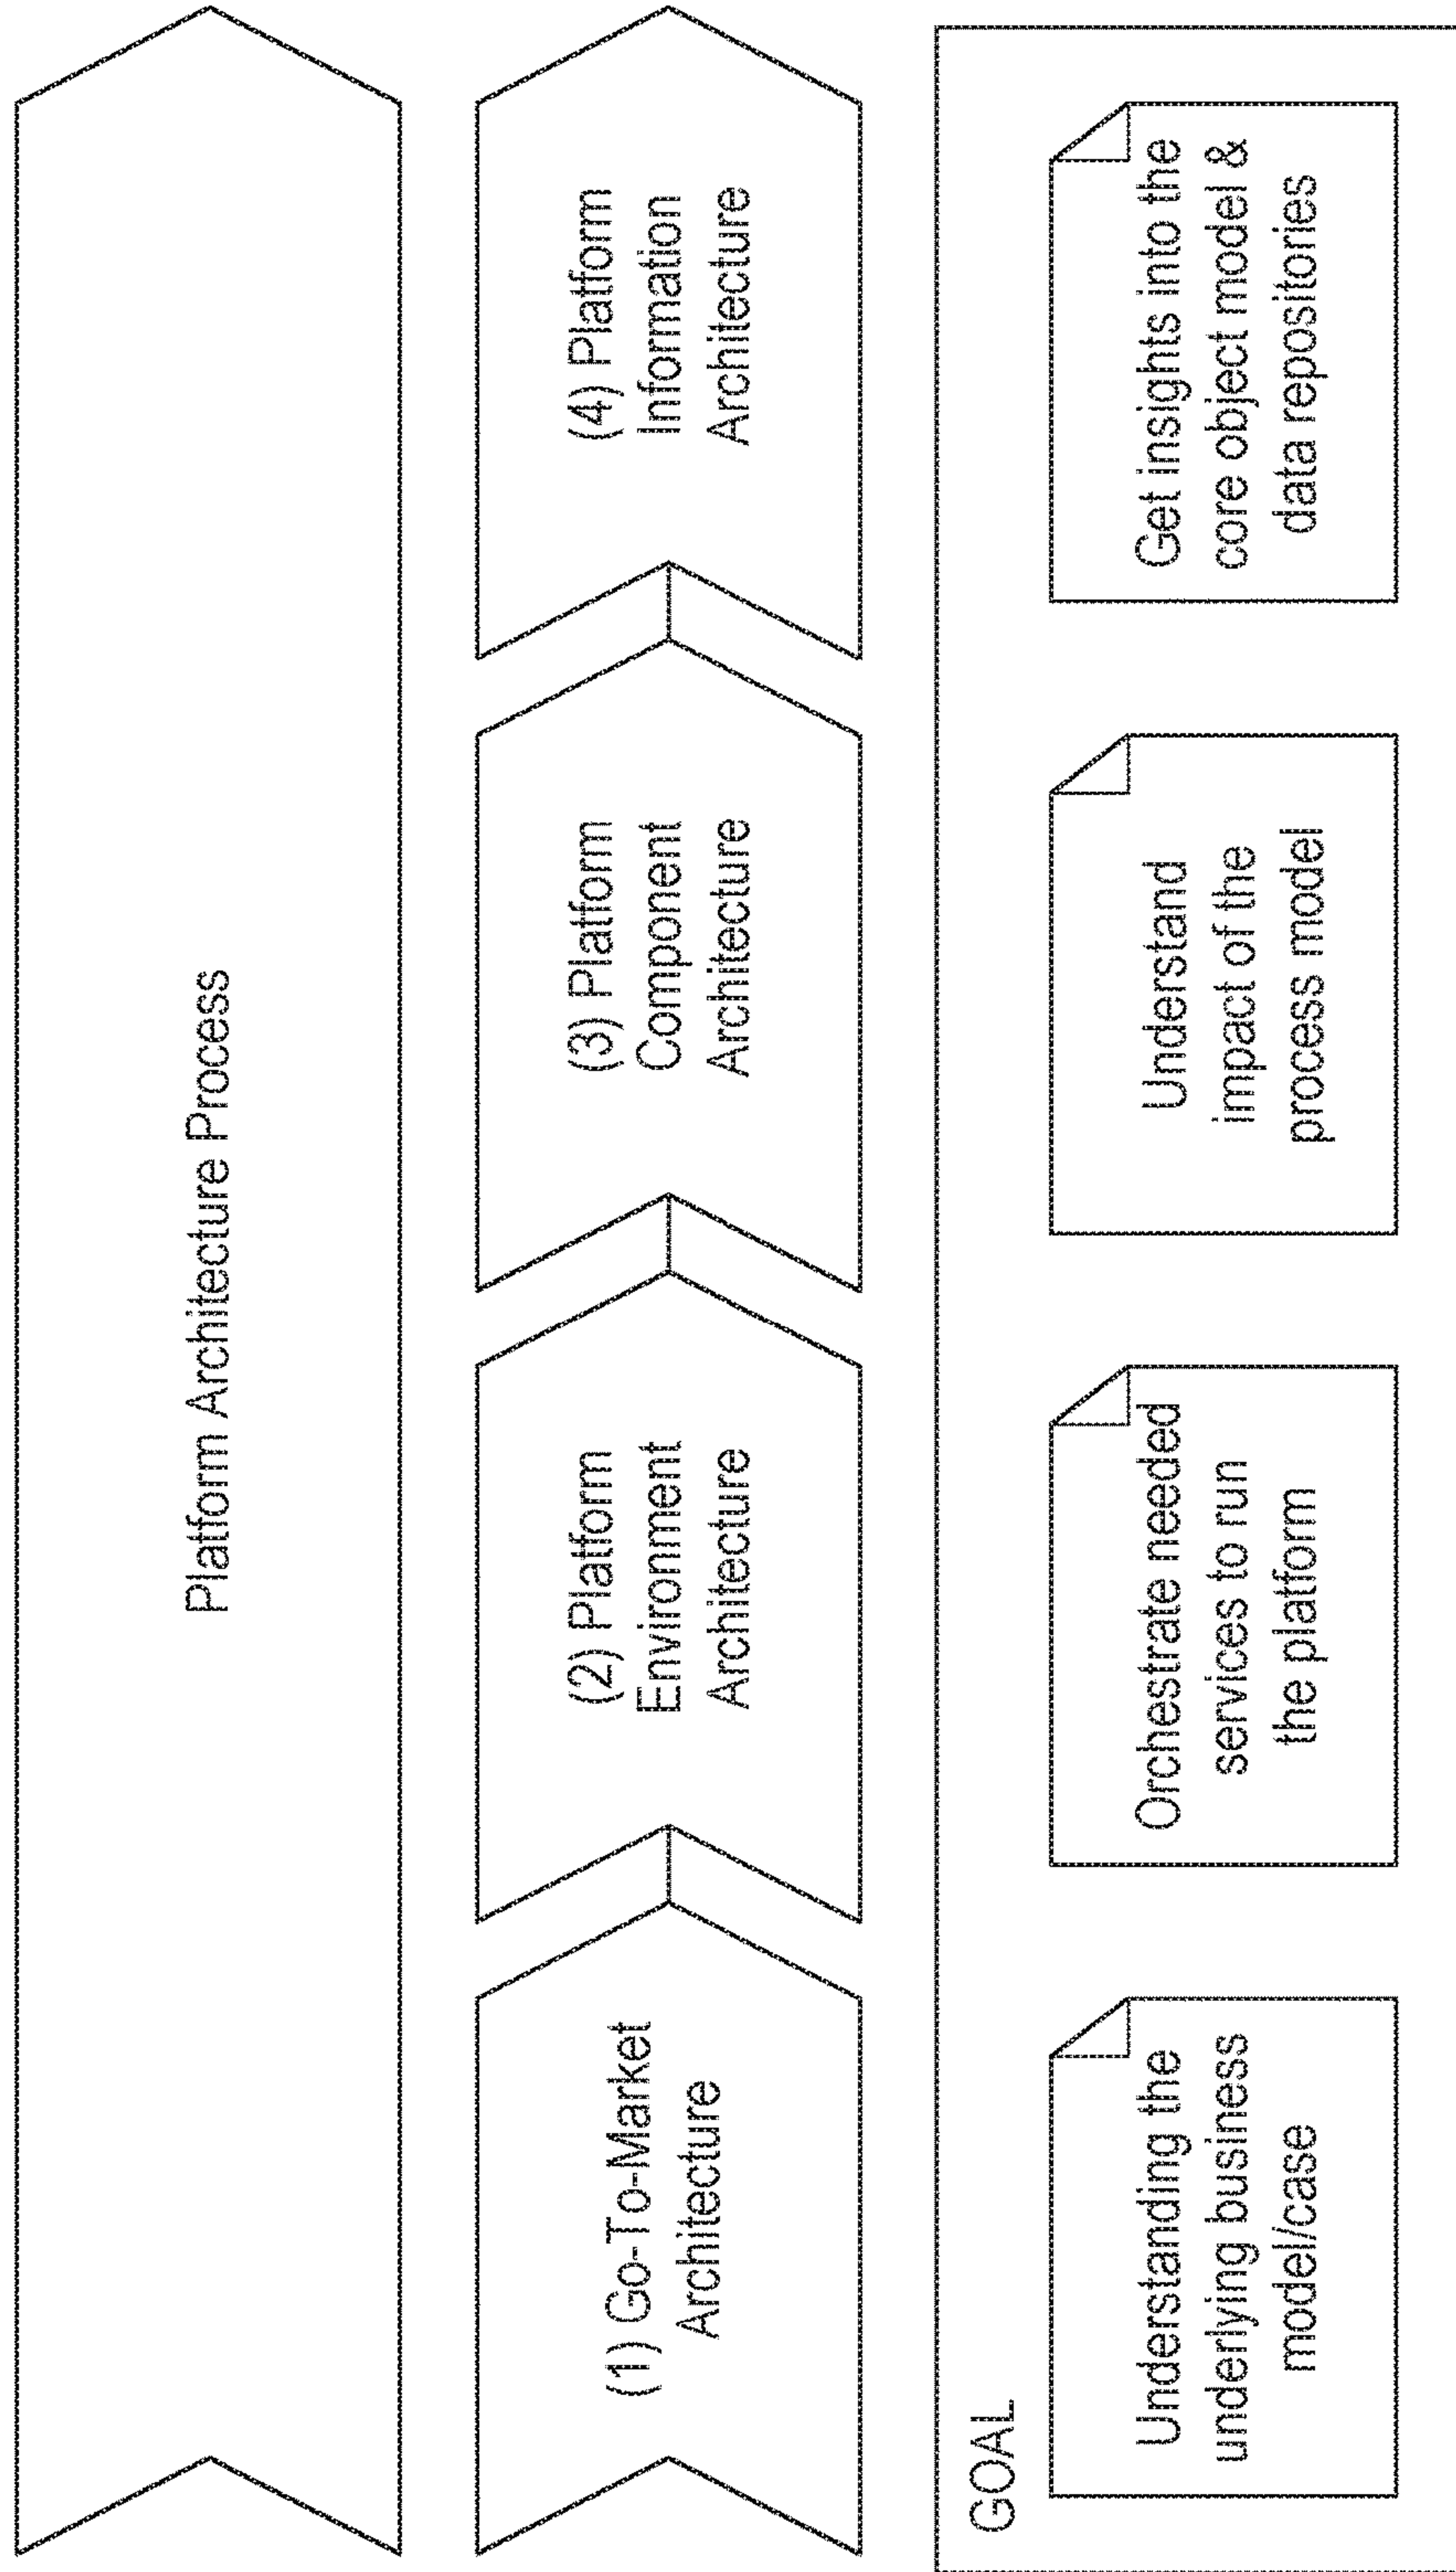 Platform Architecture Process
(1) Go-To-Market
Architecture
(2) Platform
Environment
Architecture
(3) Platform
Component
Architecture
(4) Platform
Information
Architecture
GOAL
Understanding the
underlying business
model/case
Orchestrate needed
services to run
the platform
Understand
impact of the
process model
Get insights into the
core object model &
data repositories